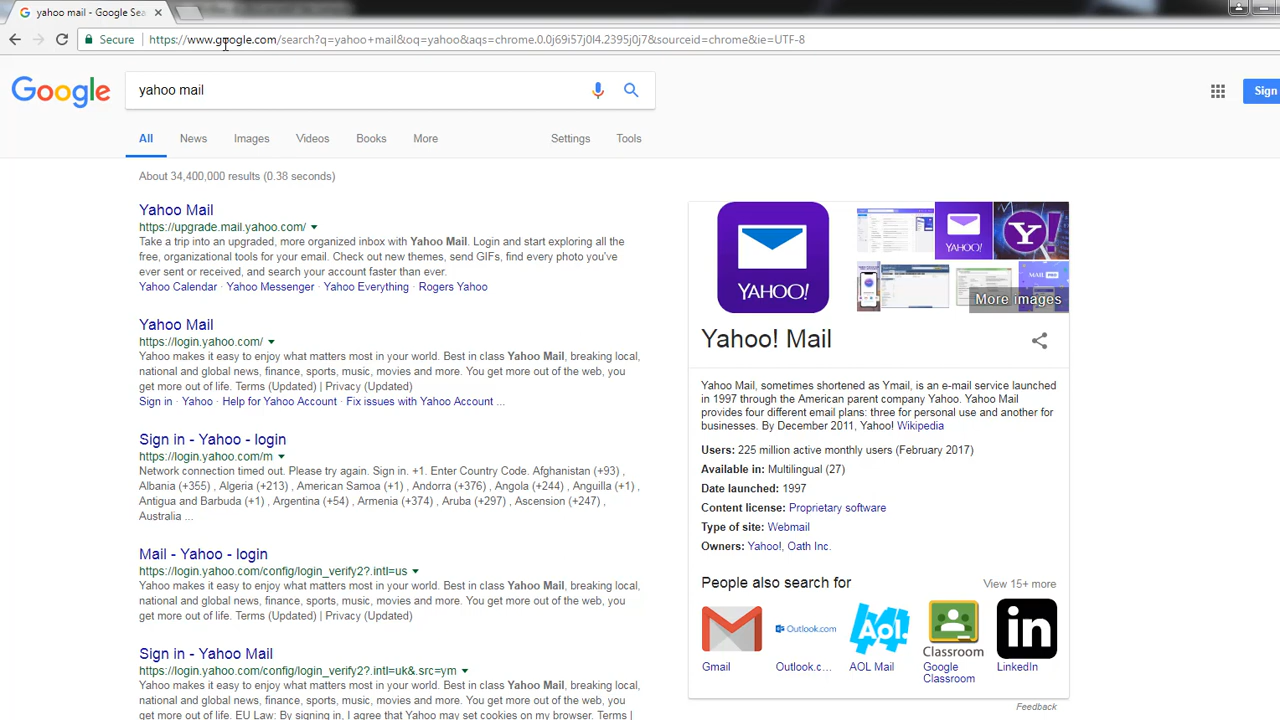 yahoo mail - Google Sea
Secure
https://www.google.com/search?q=yahoo+mail&oq=yahoo&aqs=chrome.0.0j69i57j0l4.2395j0j7&sourceid=chrome&ie=UTF-8
Google
yahoo mail
Sign
All News Images Videos Books More Settings Tools
About 34,400,000 results (0.38 seconds)
Yahoo Mail
https://upgrade.mail.yahoo.com/
Take a trip into an upgraded, more organized inbox with Yahoo Mail. Login and start exploring all the
free, organizational tools for your email. Check out new themes, send GIFs, find every photo you've
ever sent or received, and search your account faster than ever.
Yahoo Calendar · Yahoo Messenger · Yahoo Everything · Rogers Yahoo
Yahoo Mail
https://login.yahoo.com/
Yahoo makes it easy to enjoy what matters most in your world. Best in class Yahoo Mail, breaking local,
national and global news, finance, sports, music, movies and more. You get more out of the web, you
get more out of life. Terms (Updated) | Privacy (Updated)
Sign in · Yahoo · Help for Yahoo Account · Fix issues with Yahoo Account ...
Sign in - Yahoo - login
https://login.yahoo.com/m
Network connection timed out. Please try again. Sign in. +1. Enter Country Code. Afghanistan (+93) ,
Albania (+355) , Algeria (+213) , American Samoa (+1) , Andorra (+376) , Angola (+244) , Anguilla (+1) ,
Antigua and Barbuda (+1) , Argentina (+54) , Armenia (+374) , Aruba (+297) , Ascension (+247) ,
Australia ...
Mail - Yahoo - login
https://login.yahoo.com/config/login_verify2?.intl=us
Yahoo makes it easy to enjoy what matters most in your world. Best in class Yahoo Mail, breaking local,
national and global news, finance, sports, music, movies and more. You get more out of the web, you
get more out of life. Terms (Updated) | Privacy (Updated)
Sign in - Yahoo Mail
https://login.yahoo.com/config/login_verify2?.intl=uk&.src=ym
Yahoo makes it easy to enjoy what matters most in your world. Best in class Yahoo Mail, breaking local,
national and global news, finance, sports, music, movies and more. You get more out of the web, you
get more out of life. EU Law: By signing in, I agree that Yahoo may set cookies on my browser. Terms |
YAHOO!
YAHOO!
Y
More images
Yahoo! Mail
Yahoo Mail, sometimes shortened as Ymail, is an e-mail service launched
in 1997 through the American parent company Yahoo. Yahoo Mail
provides four different email plans: three for personal use and another for
businesses. By December 2011, Yahoo! Wikipedia
Users: 225 million active monthly users (February 2017)
Available in: Multilingual (27)
Date launched: 1997
Content license: Proprietary software
Type of site: Webmail
Owners: Yahoo!, Oath Inc.
People also search for
View 15+ more
Outlook.com
Aol.
Classroom
in
Gmail
Outlook.c...
AOL Mail
Google
Classroom
LinkedIn
Feedback